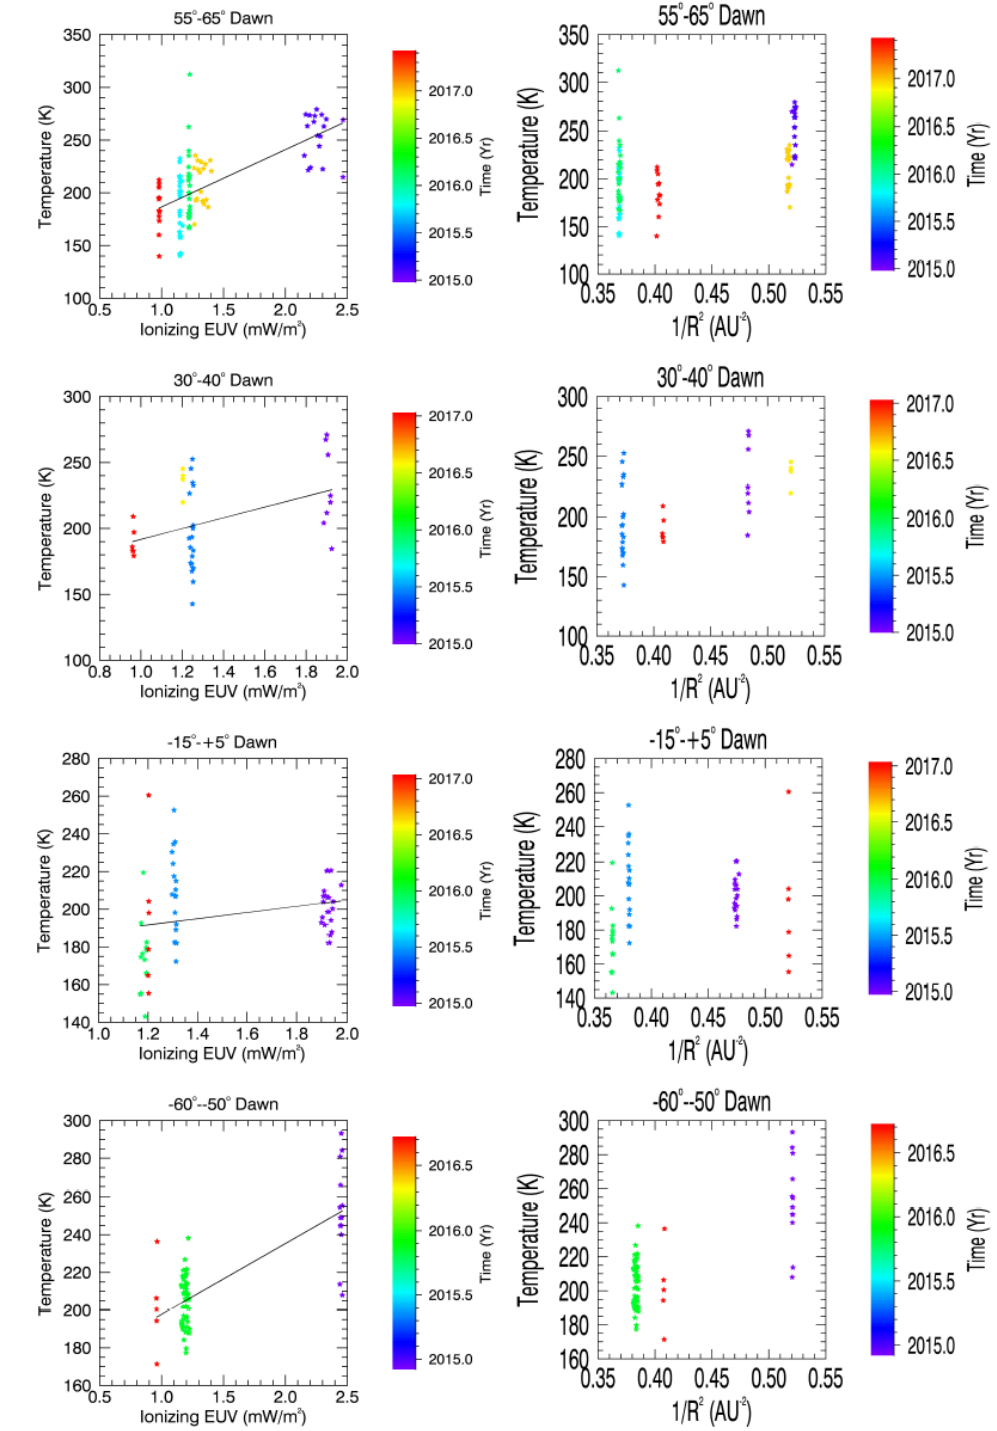 55°-65° Dawn
350
300
250
200
150
100
Temperature (K)
0.5 1.0 1.5 2.0 2.5
Ionizing EUV (mW/m²)
2017.0
2016.5
2016.0
2015.5
2015.0
Time (Yr)
55°-65° Dawn
350
300
250
200
150
100
Temperature (K)
0.35 0.40 0.45 0.50 0.55
1/R² (AU⁻²)
2017.0
2016.5
2016.0
2015.5
2015.0
Time (Yr)
30°-40° Dawn
300
250
200
150
100
Temperature (K)
0.8 1.0 1.2 1.4 1.6 1.8 2.0
Ionizing EUV (mW/m²)
2017.0
2016.5
2016.0
2015.5
2015.0
Time (Yr)
30°-40° Dawn
300
250
200
150
100
Temperature (K)
0.35 0.40 0.45 0.50 0.55
1/R² (AU⁻²)
2017.0
2016.5
2016.0
2015.5
2015.0
Time (Yr)
-15°-+5° Dawn
280
260
240
220
200
180
160
140
Temperature (K)
1.0 1.2 1.4 1.6 1.8 2.0
Ionizing EUV (mW/m²)
2017.0
2016.5
2016.0
2015.5
2015.0
Time (Yr)
-15°-+5° Dawn
280
260
240
220
200
180
160
140
Temperature (K)
0.35 0.40 0.45 0.50 0.55
1/R² (AU⁻²)
2017.0
2016.5
2016.0
2015.5
2015.0
Time (Yr)
-60°--50° Dawn
300
280
260
240
220
200
180
160
Temperature (K)
0.5 1.0 1.5 2.0 2.5
Ionizing EUV (mW/m²)
2016.5
2016.0
2015.5
2015.0
Time (Yr)
-60°--50° Dawn
300
280
260
240
220
200
180
160
Temperature (K)
0.35 0.40 0.45 0.50 0.55
1/R² (AU⁻²)
2016.5
2016.0
2015.5
2015.0
Time (Yr)